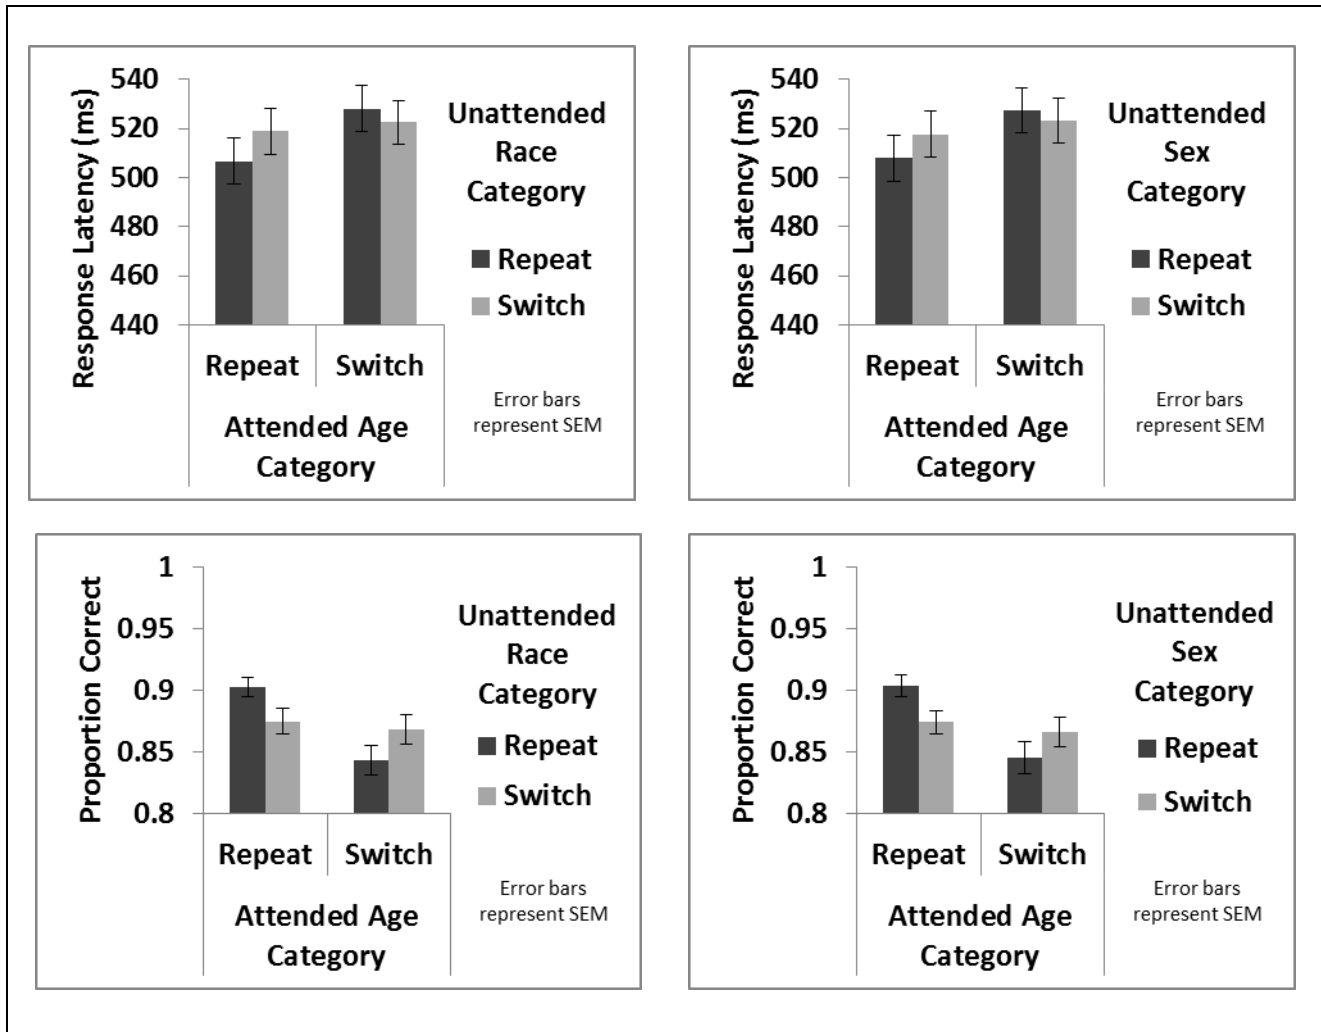 Response Latency (ms)
540
520
500
480
460
440
Repeat
Switch
Attended Age
Category
Unattended
Race
Category
Repeat
Switch
Error bars
represent SEM
Response Latency (ms)
540
520
500
480
460
440
Repeat
Switch
Attended Age
Category
Unattended
Sex
Category
Repeat
Switch
Error bars
represent SEM
Proportion Correct
1
0.95
0.9
0.85
0.8
Repeat
Switch
Attended Age
Category
Unattended
Race
Category
Repeat
Switch
Error bars
represent SEM
Proportion Correct
1
0.95
0.9
0.85
0.8
Repeat
Switch
Attended Age
Category
Unattended
Sex
Category
Repeat
Switch
Error bars
represent SEM